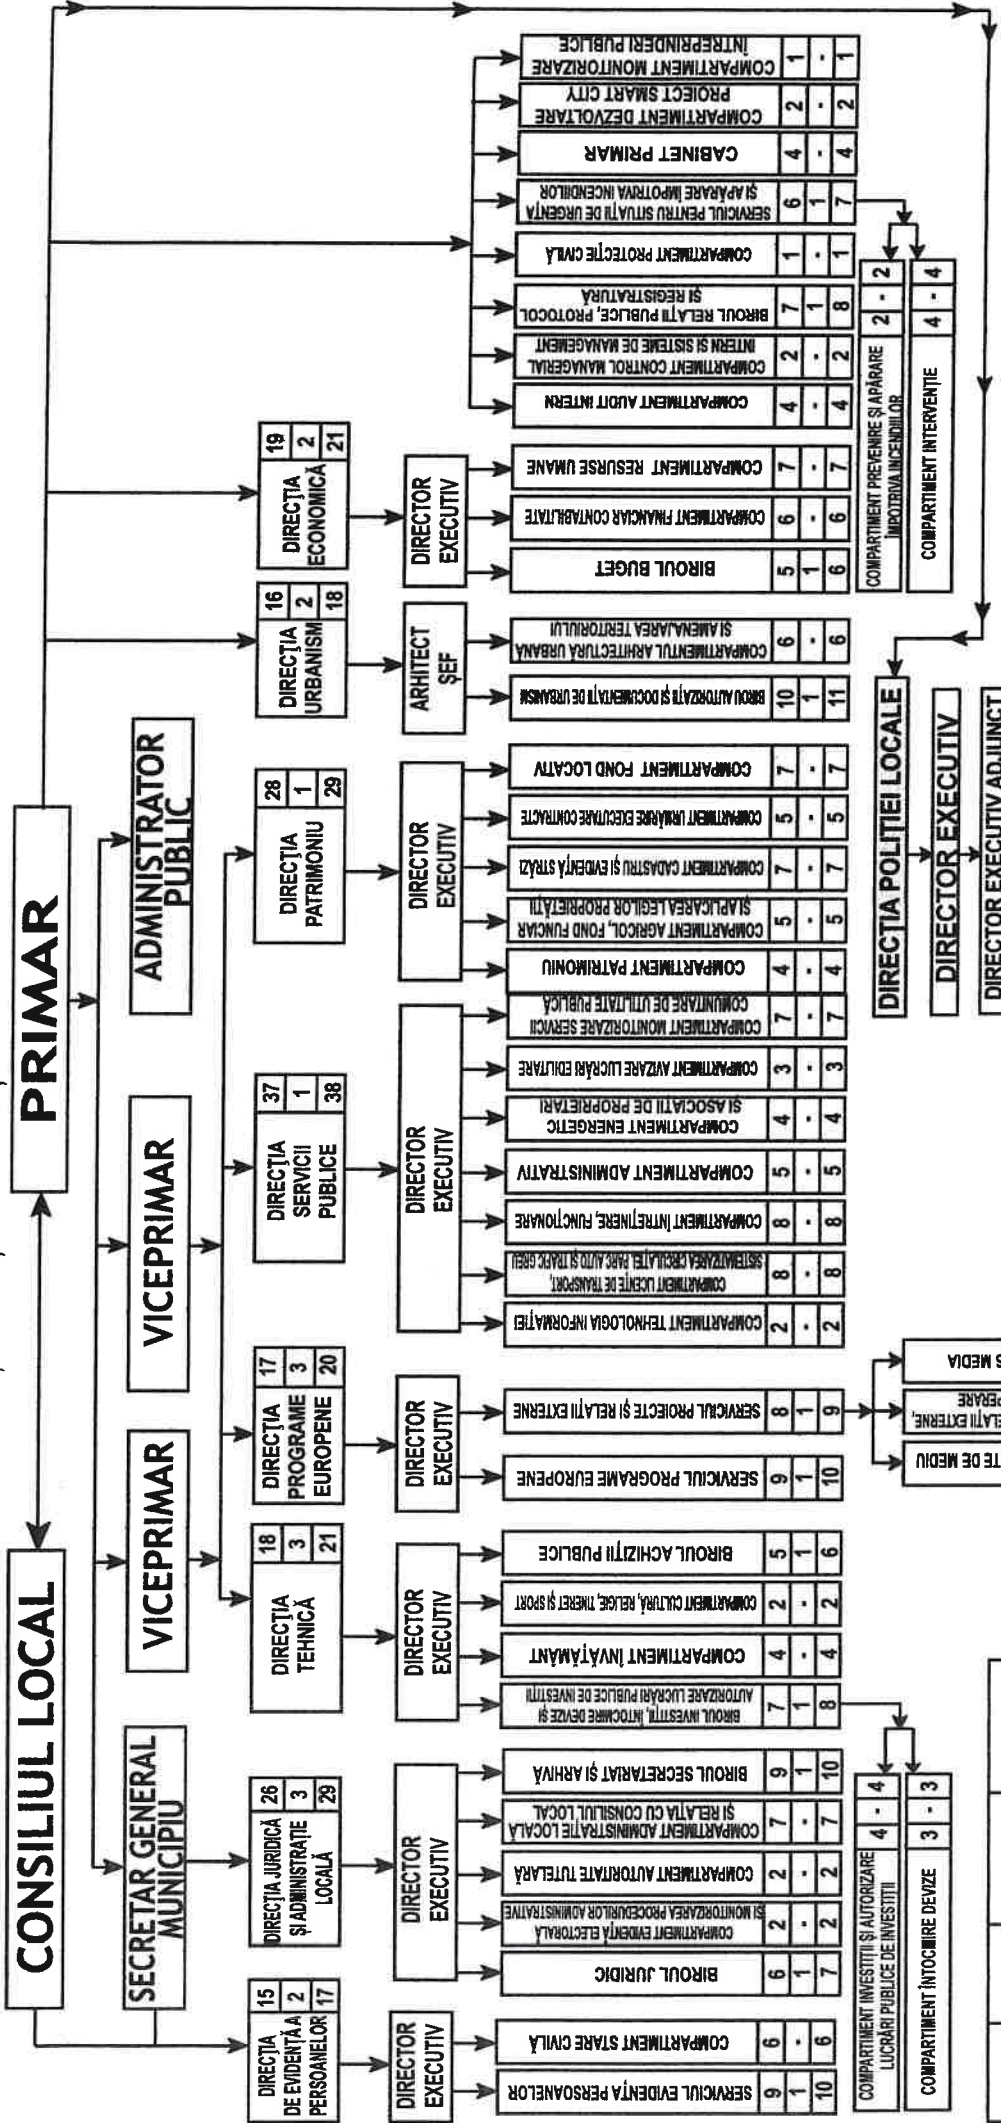 CONSILIUL LOCAL
PRIMAR
SECRETAR GENERAL
MUNICIPIU
VICEPRIMAR
VICEPRIMAR
ADMINISTRATOR
PUBLIC
DIRECȚIA
DE EVIDENȚĂ A
PERSOANELOR
15
2
17
DIRECȚIA JURIDICĂ
ȘI ADMINISTRAȚIE
LOCALĂ
26
3
29
DIRECȚIA
TEHNICĂ
18
3
21
DIRECȚIA
PROGRAME
EUROPENE
17
3
20
DIRECȚIA
SERVICII
PUBLICE
37
1
38
DIRECȚIA
PATRIMONIU
28
1
29
DIRECȚIA
URBANISM
16
2
18
DIRECȚIA
ECONOMICĂ
19
2
21
DIRECTOR
EXECUTIV
DIRECTOR
EXECUTIV
DIRECTOR
EXECUTIV
DIRECTOR
EXECUTIV
DIRECTOR
EXECUTIV
DIRECTOR
EXECUTIV
ARHITECT
ȘEF
DIRECTOR
EXECUTIV
SERVICIUL EVIDENȚA PERSOANELOR
9
1
10
COMPARTIMENT STARE CIVILĂ
6
-
6
BIROUL JURIDIC
6
1
7
COMPARTIMENT EVIDENȚĂ ELECTORALĂ
ȘI MONITORIZAREA PROCEDURILOR ADMINISTRATIVE
2
-
2
COMPARTIMENT AUTORITATE TUTELARĂ
2
-
2
COMPARTIMENT ADMINISTRAȚIE LOCALĂ
ȘI RELAȚIA CU CONSILIUL LOCAL
7
-
7
BIROUL SECRETARIAT ȘI ARHIVĂ
9
1
10
BIROUL INVESTIȚII, ÎNTOCMIRE DEVIZE ȘI
AUTORIZARE LUCRĂRI PUBLICE DE INVESTIȚII
7
1
8
COMPARTIMENT ÎNVĂȚĂMÂNT
4
-
4
COMPARTIMENT CULTURĂ, RELIGIE, TINERET ȘI SPORT
2
-
2
BIROUL ACHIZIȚII PUBLICE
5
1
6
SERVICIUL PROGRAME EUROPENE
9
1
10
SERVICIUL PROIECTE ȘI RELAȚII EXTERNE
8
1
9
COMPARTIMENT TEHNOLOGIA INFORMAȚIEI
2
-
2
COMPARTIMENT LICENȚE DE TRANSPORT,
SISTEMATIZAREA CIRCULAȚIEI, PARC AUTO ȘI TRAFIC GREU
8
-
8
COMPARTIMENT ÎNTREȚINERE, FUNCȚIONARE
8
-
8
COMPARTIMENT ADMINISTRATIV
5
-
5
COMPARTIMENT ENERGETIC
ȘI ASOCIAȚII DE PROPRIETARI
4
-
4
COMPARTIMENT AVIZARE LUCRĂRI EDILITARE
3
-
3
COMPARTIMENT MONITORIZARE SERVICII
COMUNITARE DE UTILITATE PUBLICĂ
7
-
7
COMPARTIMENT PATRIMONIU
4
-
4
COMPARTIMENT AGRICOL, FOND FUNCIAR
ȘI APLICAREA LEGILOR PROPRIETĂȚII
5
-
5
COMPARTIMENT CADASTRU ȘI EVIDENȚĂ STRĂZI
7
-
7
COMPARTIMENT URMĂRIRE EXECUTARE CONTRACTE
5
-
5
COMPARTIMENT FOND LOCATIV
7
-
7
BIROU AUTORIZAȚII ȘI DOCUMENTAȚII DE URBANISM
10
1
11
COMPARTIMENTUL ARHITECTURĂ URBANĂ
ȘI AMENAJAREA TERITORIULUI
6
-
6
BIROUL BUGET
5
1
6
COMPARTIMENT FINANCIAR CONTABILITATE
6
-
6
COMPARTIMENT RESURSE UMANE
7
-
7
COMPARTIMENT AUDIT INTERN
4
-
4
COMPARTIMENT CONTROL MANAGERIAL
INTERN ȘI SISTEME DE MANAGEMENT
2
-
2
BIROUL RELAȚII PUBLICE, PROTOCOL
ȘI REGISTRATURĂ
7
1
8
COMPARTIMENT PROTECȚIE CIVILĂ
1
-
1
SERVICIUL PENTRU SITUAȚII DE URGENȚĂ
ȘI APĂRARE ÎMPOTRIVA INCENDIILOR
6
1
7
CABINET PRIMAR
4
-
4
COMPARTIMENT DEZVOLTARE
PROIECT SMART CITY
2
-
2
COMPARTIMENT MONITORIZARE
ÎNTREPRINDERI PUBLICE
1
-
1
COMPARTIMENT INVESTIȚII ȘI AUTORIZARE
LUCRĂRI PUBLICE DE INVESTIȚII
4 - 4
COMPARTIMENT ÎNTOCMIRE DEVIZE
3 - 3
TE DE MEDIU
ELAȚII EXTERNE,
PERARE
S MEDIA
DIRECȚIA POLIȚIEI LOCALE
DIRECTOR EXECUTIV
DIRECTOR EXECUTIV ADJUNCT
COMPARTIMENT PREVENIRE ȘI APĂRARE
ÎMPOTRIVA INCENDIILOR
2 - 2
COMPARTIMENT INTERVENȚIE
4 - 4